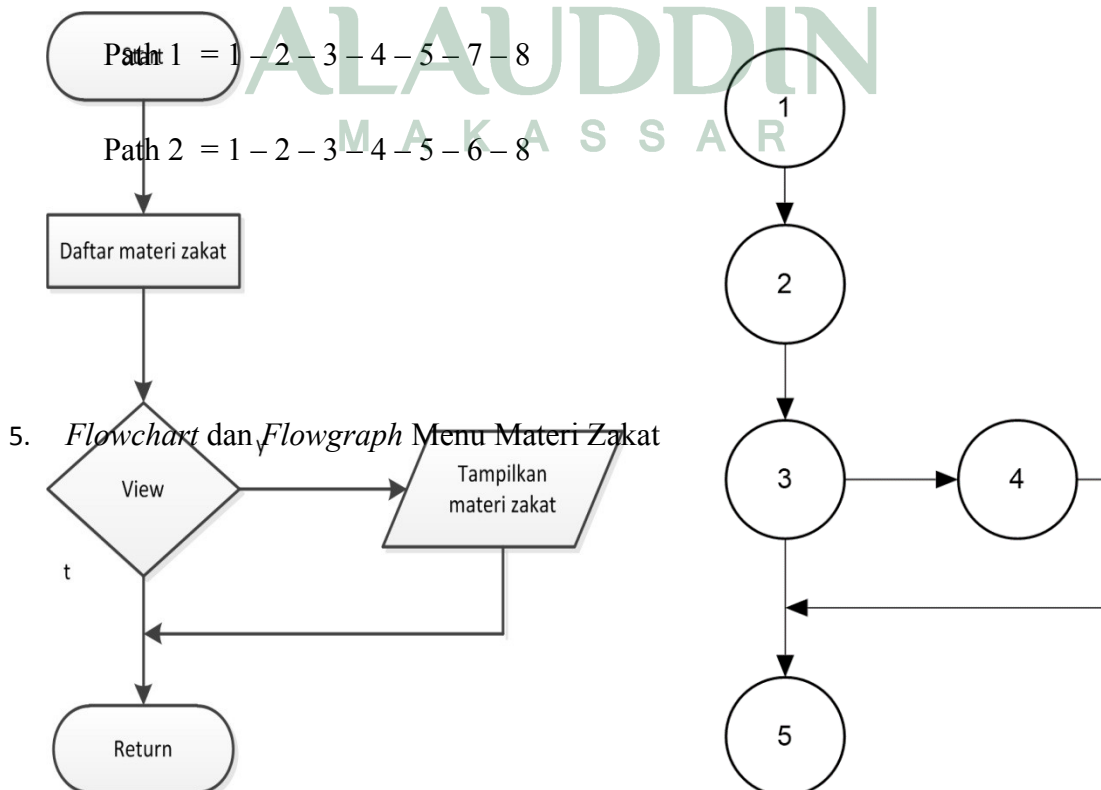 ALAUDDIN
MAKASSAR
Start
Path 1 = 1 – 2 – 3 – 4 – 5 – 7 – 8
Path 2 = 1 – 2 – 3 – 4 – 5 – 6 – 8
Daftar materi zakat
5. Flowchart dan Flowgraph Menu Materi Zakat
y
View
Tampilkan
materi zakat
t
Return
1
2
3
4
5